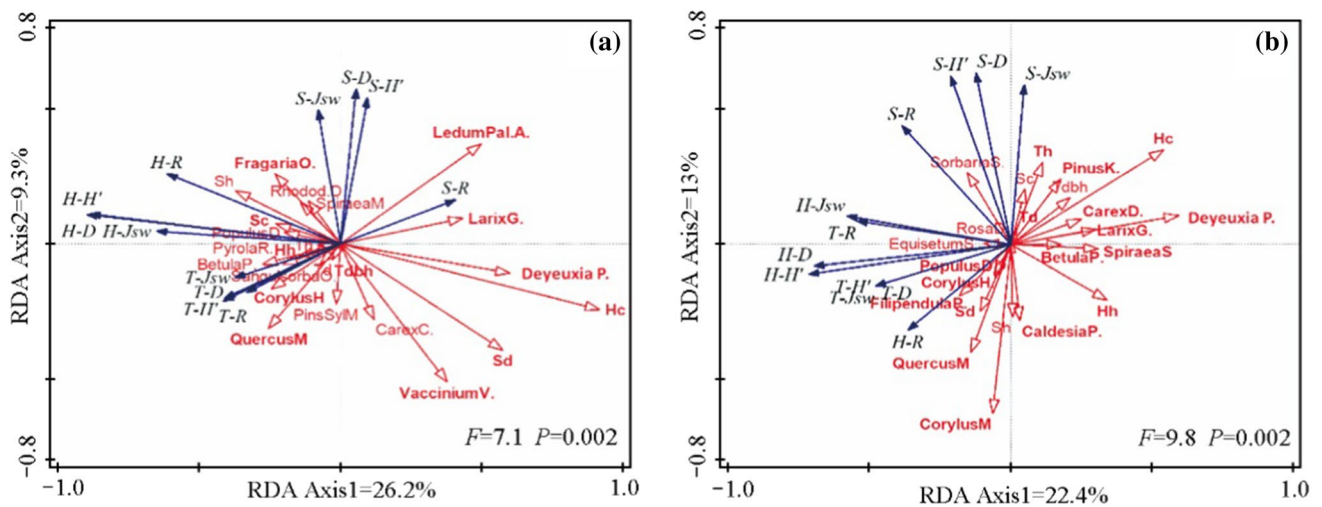 (a)
0.8
S-D S-H'
S-Jsw
LedumPal.A.
FragariaO.
H-R
Sh
Rhodod.D
SpiraeaM
S-R
H-H'
Sc
LarixG.
H-D H-Jsw
PopulusD.
PyrolaR. Hh
BetulaP
Deyeuxia P.
T-Jsw
Tdbh
T-D
CorylusH
T-H' T-R
PinsSylM
Hc
CarexC.
QuercusM
Sd
VacciniumV.
F=7.1 P=0.002
-0.8
-1.0
1.0
RDA Axis1=26.2%
RDA Axis2=9.3%
(b)
0.8
S-H' S-D
S-Jsw
S-R
Th
Hc
SorbariaS.
PinusK.
Sc
dbh
II-Jsw
Td
CarexD.
Deyeuxia P.
T-R
Rosa
LarixG.
EquisetumS
SpiraeaS
II-D
BetulaP.
H-H'
PopulusD
T-H'
CorylusH
T-Jsw T-D
FilipendulaP
Sd
Hh
Sh
CaldesiaP.
H-R
QuercusM
CorylusM
F=9.8 P=0.002
-0.8
-1.0
1.0
RDA Axis1=22.4%
RDA Axis2=13%